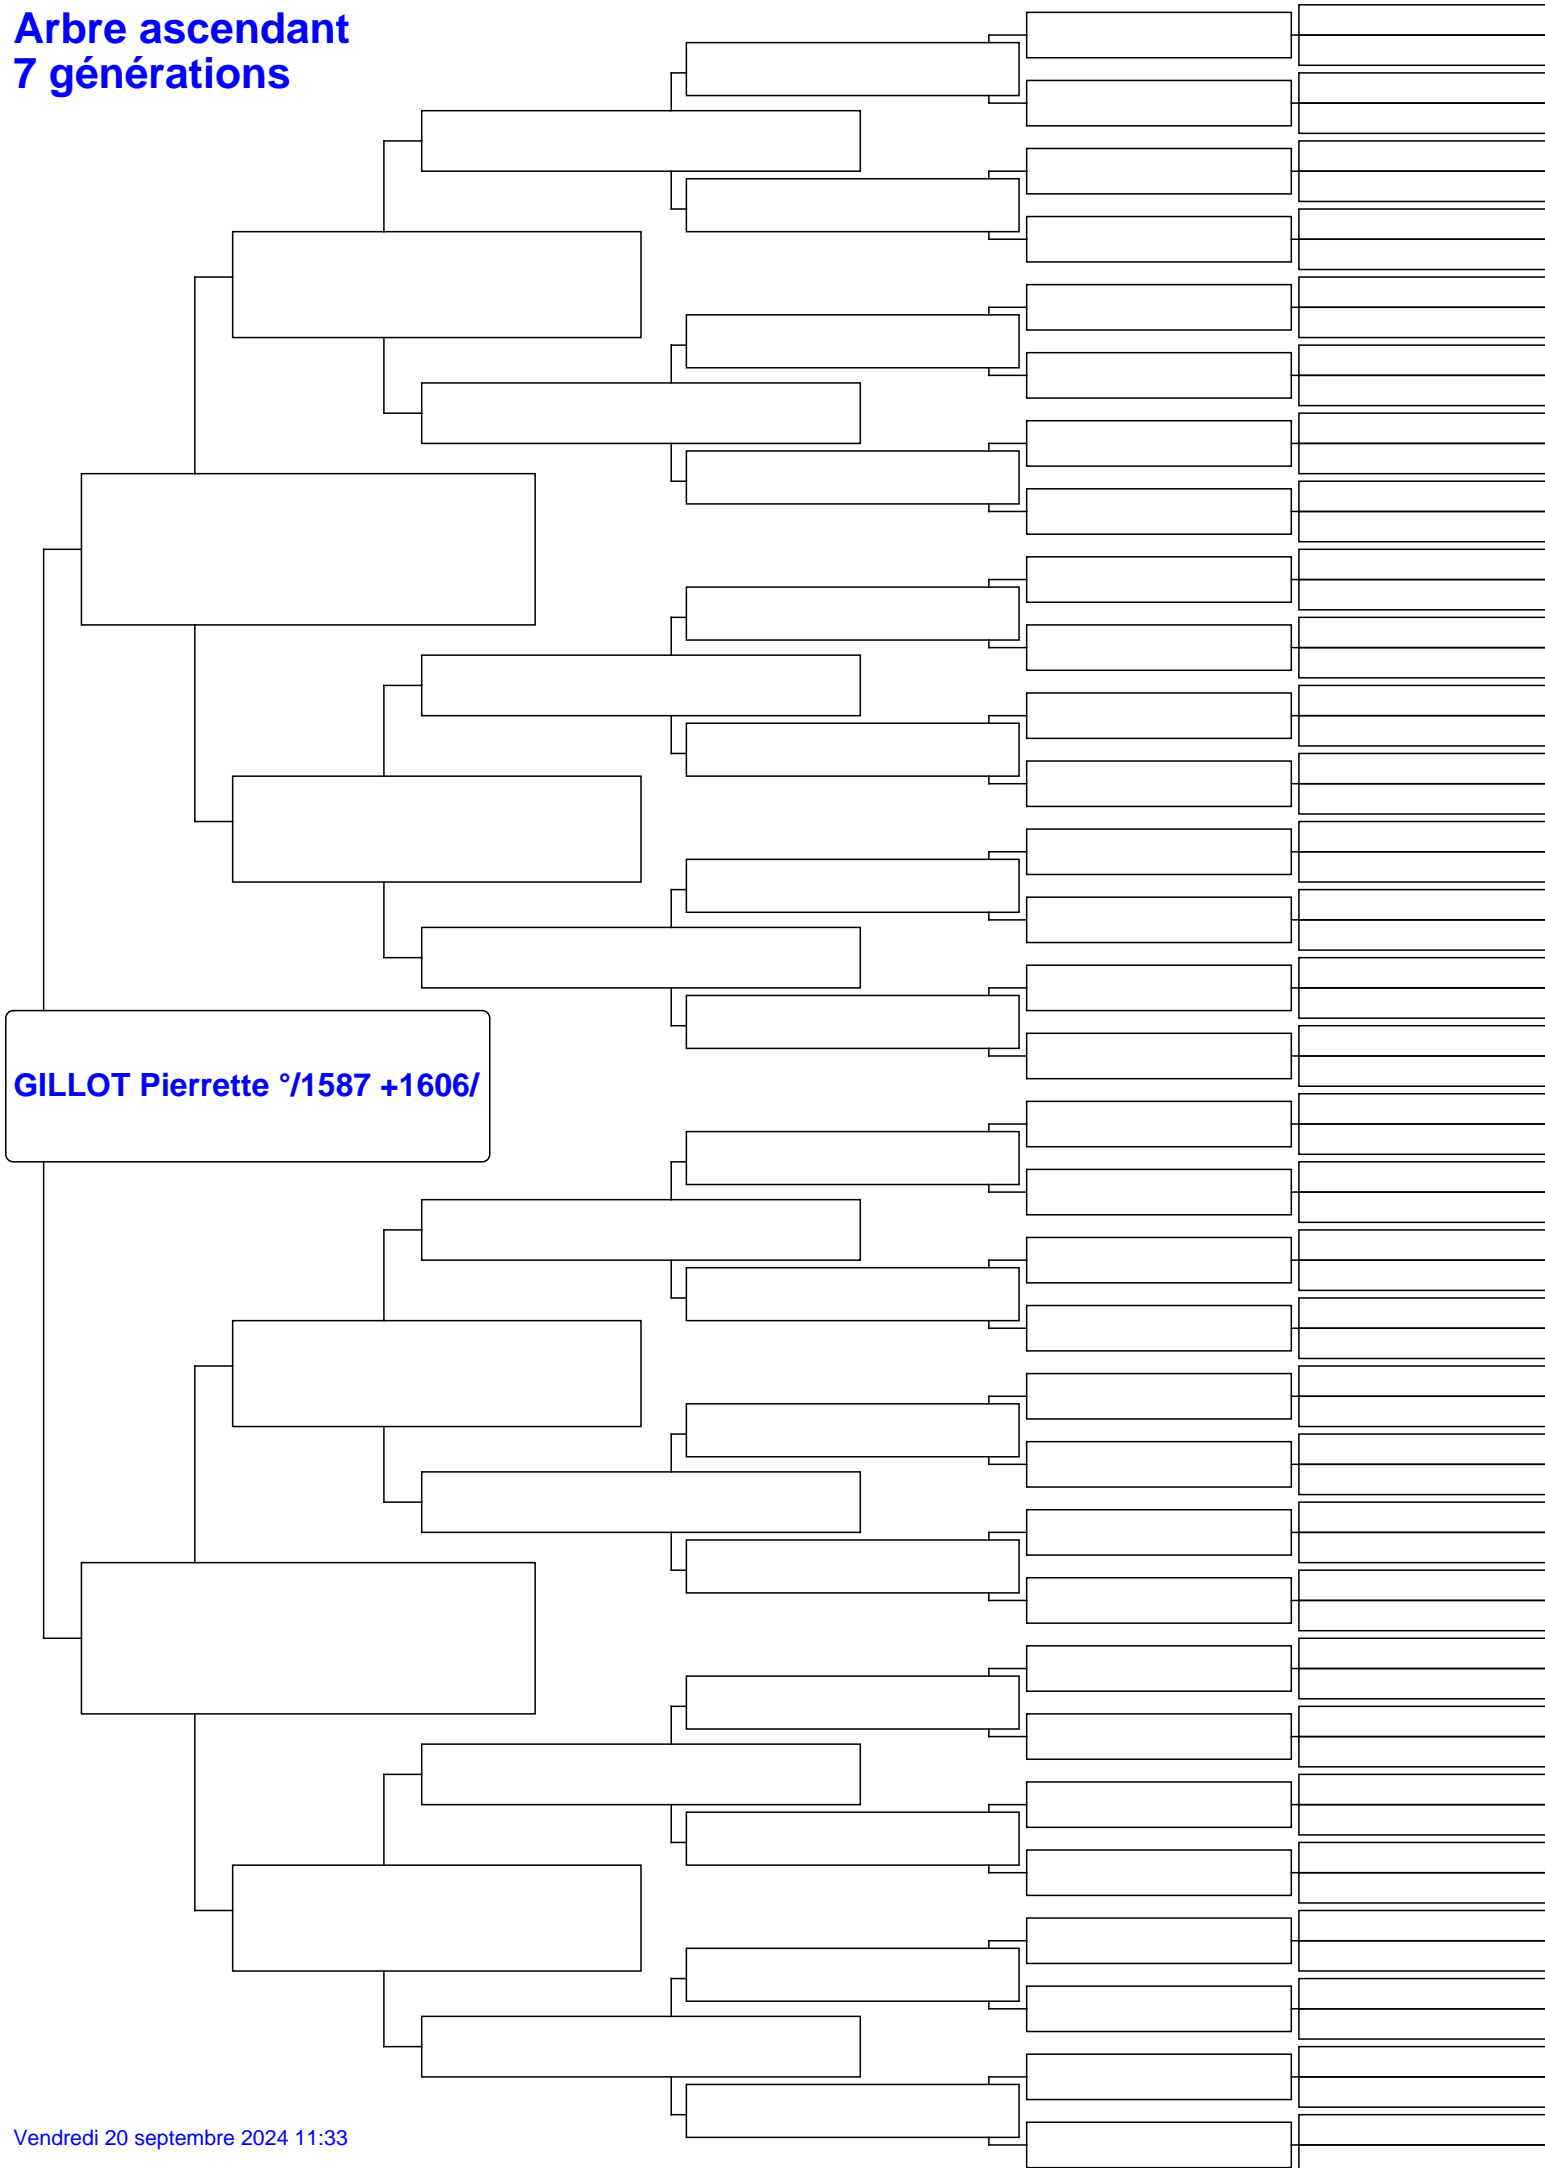 Arbre ascendant
7 générations
GILLOT Pierrette °/1587 +1606/
Vendredi 20 septembre 2024 11:33